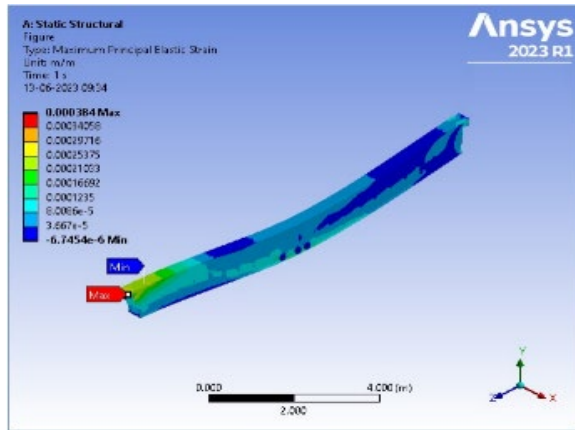 A: Static Structural
Figure
Type: Maximum Principal Elastic Strain
Unit: m/m
Time: 1 s
13-06-2023 09:34
Ansys
2023 R1
0.000384 Max
0.00034058
0.00029716
0.00025375
0.00021033
0.00016692
0.0001235
8.0086e-5
3.667e-5
-6.7454e-6 Min
Min
Max
0.000
4.000 (m)
2.000
Y
Z
X